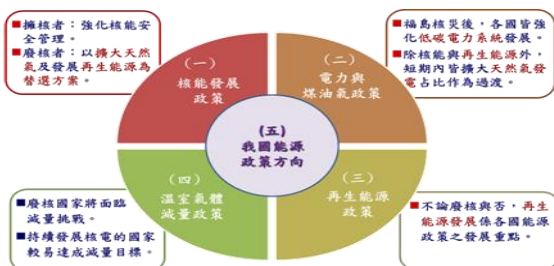 ■擁核者：強化核能安
全管理。
■廢核者：以擴大天然
氣及發展再生能源為
替選方案。
■福島核災後，各國皆強
化低碳電力系統發展。
■除核能與再生能源外，
短期內皆擴大天然氣發
電占比作為過渡。
（一）
核能發展
政策
（二）
電力與
煤油氣政策
(五)
我國能源
政策方向
（四）
溫室氣體
減量政策
（三）
再生能源
政策
■廢核國家將面臨
減量挑戰。
■持續發展核電的國家
較易達成減量目標。
■不論廢核與否，再生
能源發展係各國能源
政策之發展重點。